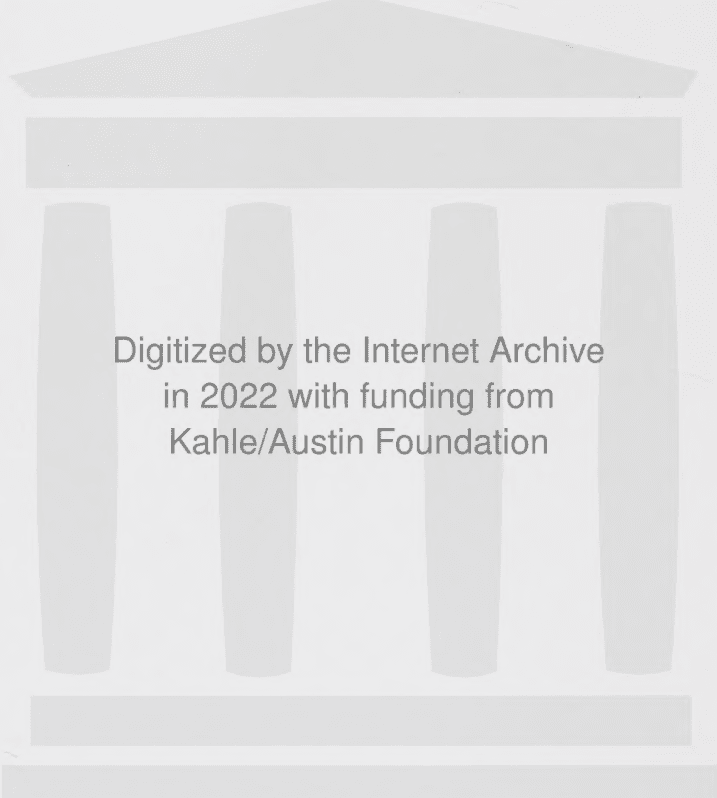 Digitized by the Internet Archive
in 2022 with funding from
Kahle/Austin Foundation